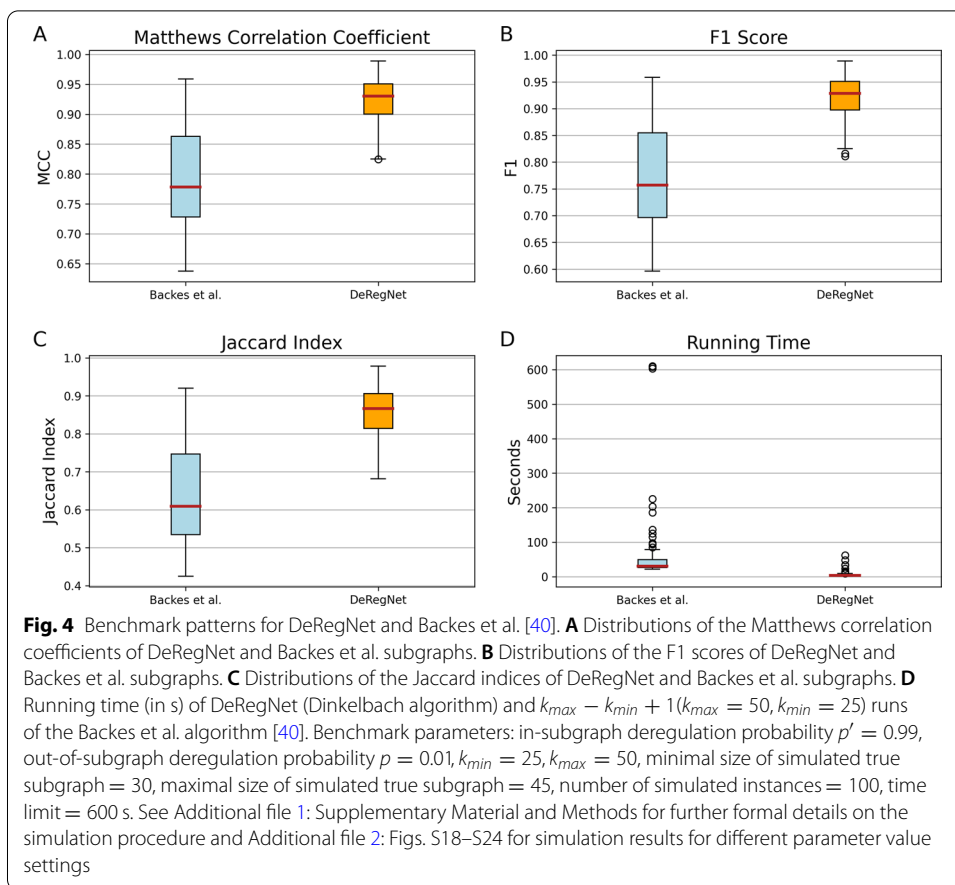 A
Matthews Correlation Coefficient
1.00
0.95
0.90
0.85
0.80
0.75
0.70
0.65
MCC
Backes et al.
DeRegNet
B
F1 Score
1.00
0.95
0.90
0.85
0.80
0.75
0.70
0.65
0.60
F1
Backes et al.
DeRegNet
C
Jaccard Index
1.0
0.9
0.8
0.7
0.6
0.5
0.4
Jaccard Index
Backes et al.
DeRegNet
D
Running Time
600
500
400
300
200
100
0
Seconds
Backes et al.
DeRegNet
Fig. 4 Benchmark patterns for DeRegNet and Backes et al. [40]. A Distributions of the Matthews correlation
coefficients of DeRegNet and Backes et al. subgraphs. B Distributions of the F1 scores of DeRegNet and
Backes et al. subgraphs. C Distributions of the Jaccard indices of DeRegNet and Backes et al. subgraphs. D
Running time (in s) of DeRegNet (Dinkelbach algorithm) and k_max − k_min + 1(k_max = 50, k_min = 25) runs
of the Backes et al. algorithm [40]. Benchmark parameters: in-subgraph deregulation probability p′ = 0.99,
out-of-subgraph deregulation probability p = 0.01, k_min = 25, k_max = 50, minimal size of simulated true
subgraph = 30, maximal size of simulated true subgraph = 45, number of simulated instances = 100, time
limit = 600 s. See Additional file 1: Supplementary Material and Methods for further formal details on the
simulation procedure and Additional file 2: Figs. S18–S24 for simulation results for different parameter value
settings